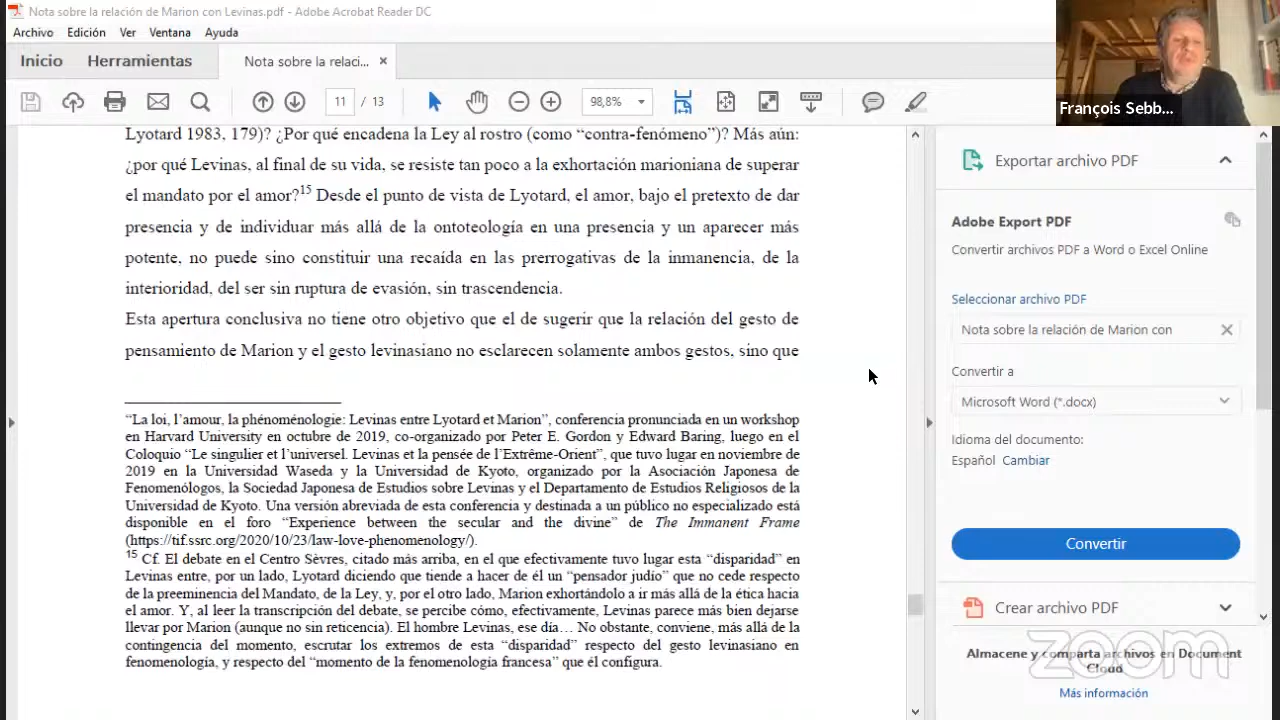 Nota sobre la relación de Marion con Levinas.pdf - Adobe Acrobat Reader DC
Archivo Edición Ver Ventana Ayuda
Inicio Herramientas Nota sobre la relaci... ×
11 / 13 98,8%
François Sebb...
Lyotard 1983, 179)? ¿Por qué encadena la Ley al rostro (como “contra-fenómeno”)? Más aún:
¿por qué Levinas, al final de su vida, se resiste tan poco a la exhortación marioniana de superar
el mandato por el amor?15 Desde el punto de vista de Lyotard, el amor, bajo el pretexto de dar
presencia y de individuar más allá de la ontoteología en una presencia y un aparecer más
potente, no puede sino constituir una recaída en las prerrogativas de la inmanencia, de la
interioridad, del ser sin ruptura de evasión, sin trascendencia.
Esta apertura conclusiva no tiene otro objetivo que el de sugerir que la relación del gesto de
pensamiento de Marion y el gesto levinasiano no esclarecen solamente ambos gestos, sino que
“La loi, l’amour, la phénoménologie: Levinas entre Lyotard et Marion”, conferencia pronunciada en un workshop
en Harvard University en octubre de 2019, co-organizado por Peter E. Gordon y Edward Baring, luego en el
Coloquio “Le singulier et l’universel. Levinas et la pensée de l’Extrême-Orient”, que tuvo lugar en noviembre de
2019 en la Universidad Waseda y la Universidad de Kyoto, organizado por la Asociación Japonesa de
Fenomenólogos, la Sociedad Japonesa de Estudios sobre Levinas y el Departamento de Estudios Religiosos de la
Universidad de Kyoto. Una versión abreviada de esta conferencia y destinada a un público no especializado está
disponible en el foro “Experience between the secular and the divine” de The Immanent Frame
(https://tif.ssrc.org/2020/10/23/law-love-phenomenology/).
15 Cf. El debate en el Centro Sèvres, citado más arriba, en el que efectivamente tuvo lugar esta “disparidad” en
Levinas entre, por un lado, Lyotard diciendo que tiende a hacer de él un “pensador judío” que no cede respecto
de la preeminencia del Mandato, de la Ley, y, por el otro lado, Marion exhortándolo a ir más allá de la ética hacia
el amor. Y, al leer la transcripción del debate, se percibe cómo, efectivamente, Levinas parece más bien dejarse
llevar por Marion (aunque no sin reticencia). El hombre Levinas, ese día… No obstante, conviene, más allá de la
contingencia del momento, escrutar los extremos de esta “disparidad” respecto del gesto levinasiano en
fenomenología, y respecto del “momento de la fenomenología francesa” que él configura.
Exportar archivo PDF
Adobe Export PDF
Convertir archivos PDF a Word o Excel Online
Seleccionar archivo PDF
Nota sobre la relación de Marion con ×
Convertir a
Microsoft Word (*.docx)
Idioma del documento:
Español Cambiar
Convertir
Crear archivo PDF
zoom
Almacene y comparta archivos en Document
Cloud
Más información